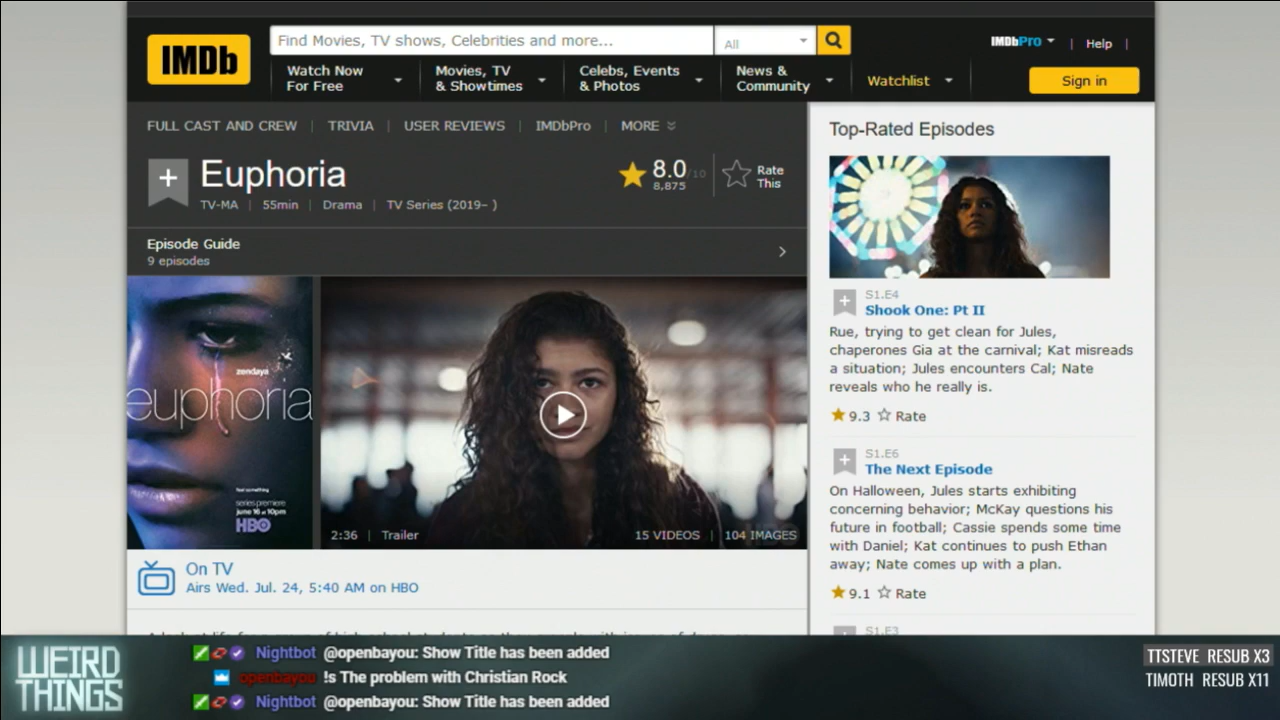 IMDb
Find Movies, TV shows, Celebrities and more...
All
IMDbPro
|
Help
|
Watch Now
For Free
Movies, TV
& Showtimes
Celebs, Events
& Photos
News &
Community
Watchlist
Sign in
FULL CAST AND CREW | TRIVIA | USER REVIEWS | IMDbPro | MORE
Euphoria
TV-MA | 55min | Drama | TV Series (2019– )
8.0/10
8,875
Rate
This
Episode Guide
9 episodes
zendaya
euphoria
feel something
series premiere
june 16 at 10pm
HBO
2:36 | Trailer
15 VIDEOS | 104 IMAGES
On TV
Airs Wed. Jul. 24, 5:40 AM on HBO
Top-Rated Episodes
S1.E4
Shook One: Pt II
Rue, trying to get clean for Jules,
chaperones Gia at the carnival; Kat misreads
a situation; Jules encounters Cal; Nate
reveals who he really is.
9.3 Rate
S1.E6
The Next Episode
On Halloween, Jules starts exhibiting
concerning behavior; McKay questions his
future in football; Cassie spends some time
with Daniel; Kat continues to push Ethan
away; Nate comes up with a plan.
9.1 Rate
S1.E3
WEIRD
THINGS
Nightbot @openbayou: Show Title has been added
openbayou !s The problem with Christian Rock
Nightbot @openbayou: Show Title has been added
TTSTEVE RESUB X3
TIMOTH RESUB X11